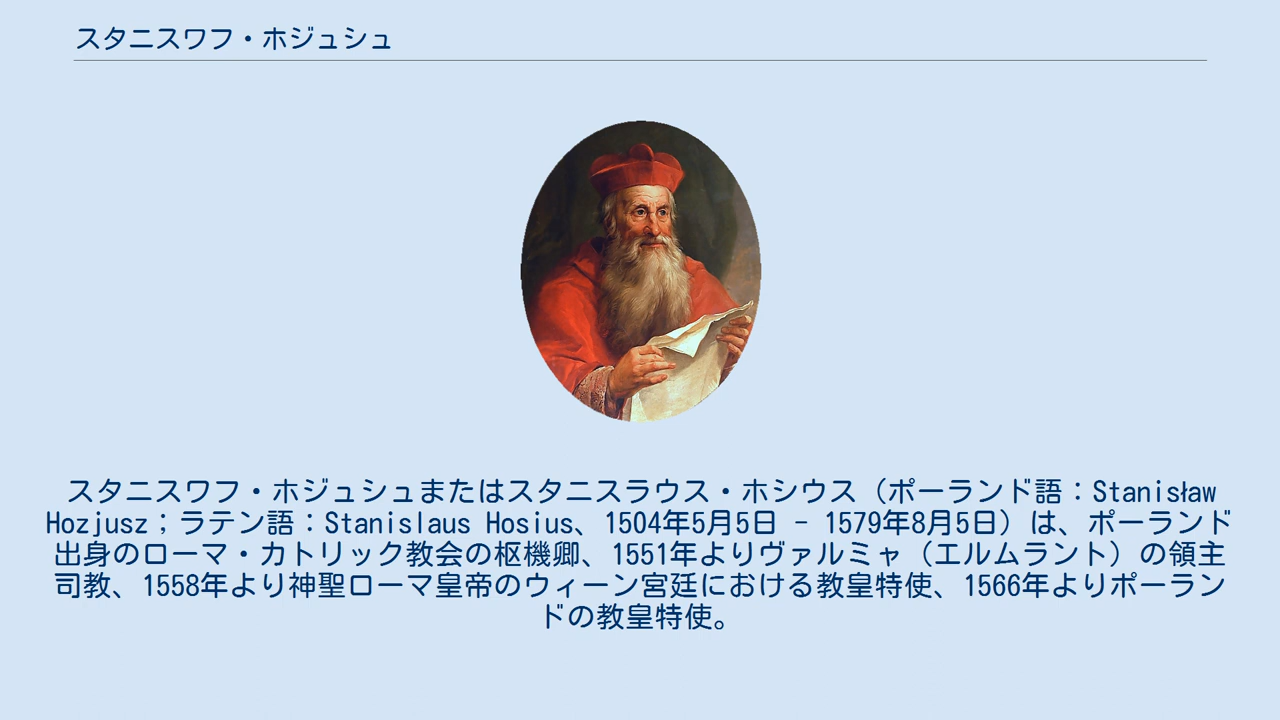 スタニスワフ・ホジュシュ
スタニスワフ・ホジュシュまたはスタニスラウス・ホシウス（ポーランド語：Stanisław
Hozjusz；ラテン語：Stanislaus Hosius、1504年5月5日 - 1579年8月5日）は、ポーランド
出身のローマ・カトリック教会の枢機卿、1551年よりヴァルミャ（エルムラント）の領主
司教、1558年より神聖ローマ皇帝のウィーン宮廷における教皇特使、1566年よりポーラン
ドの教皇特使。